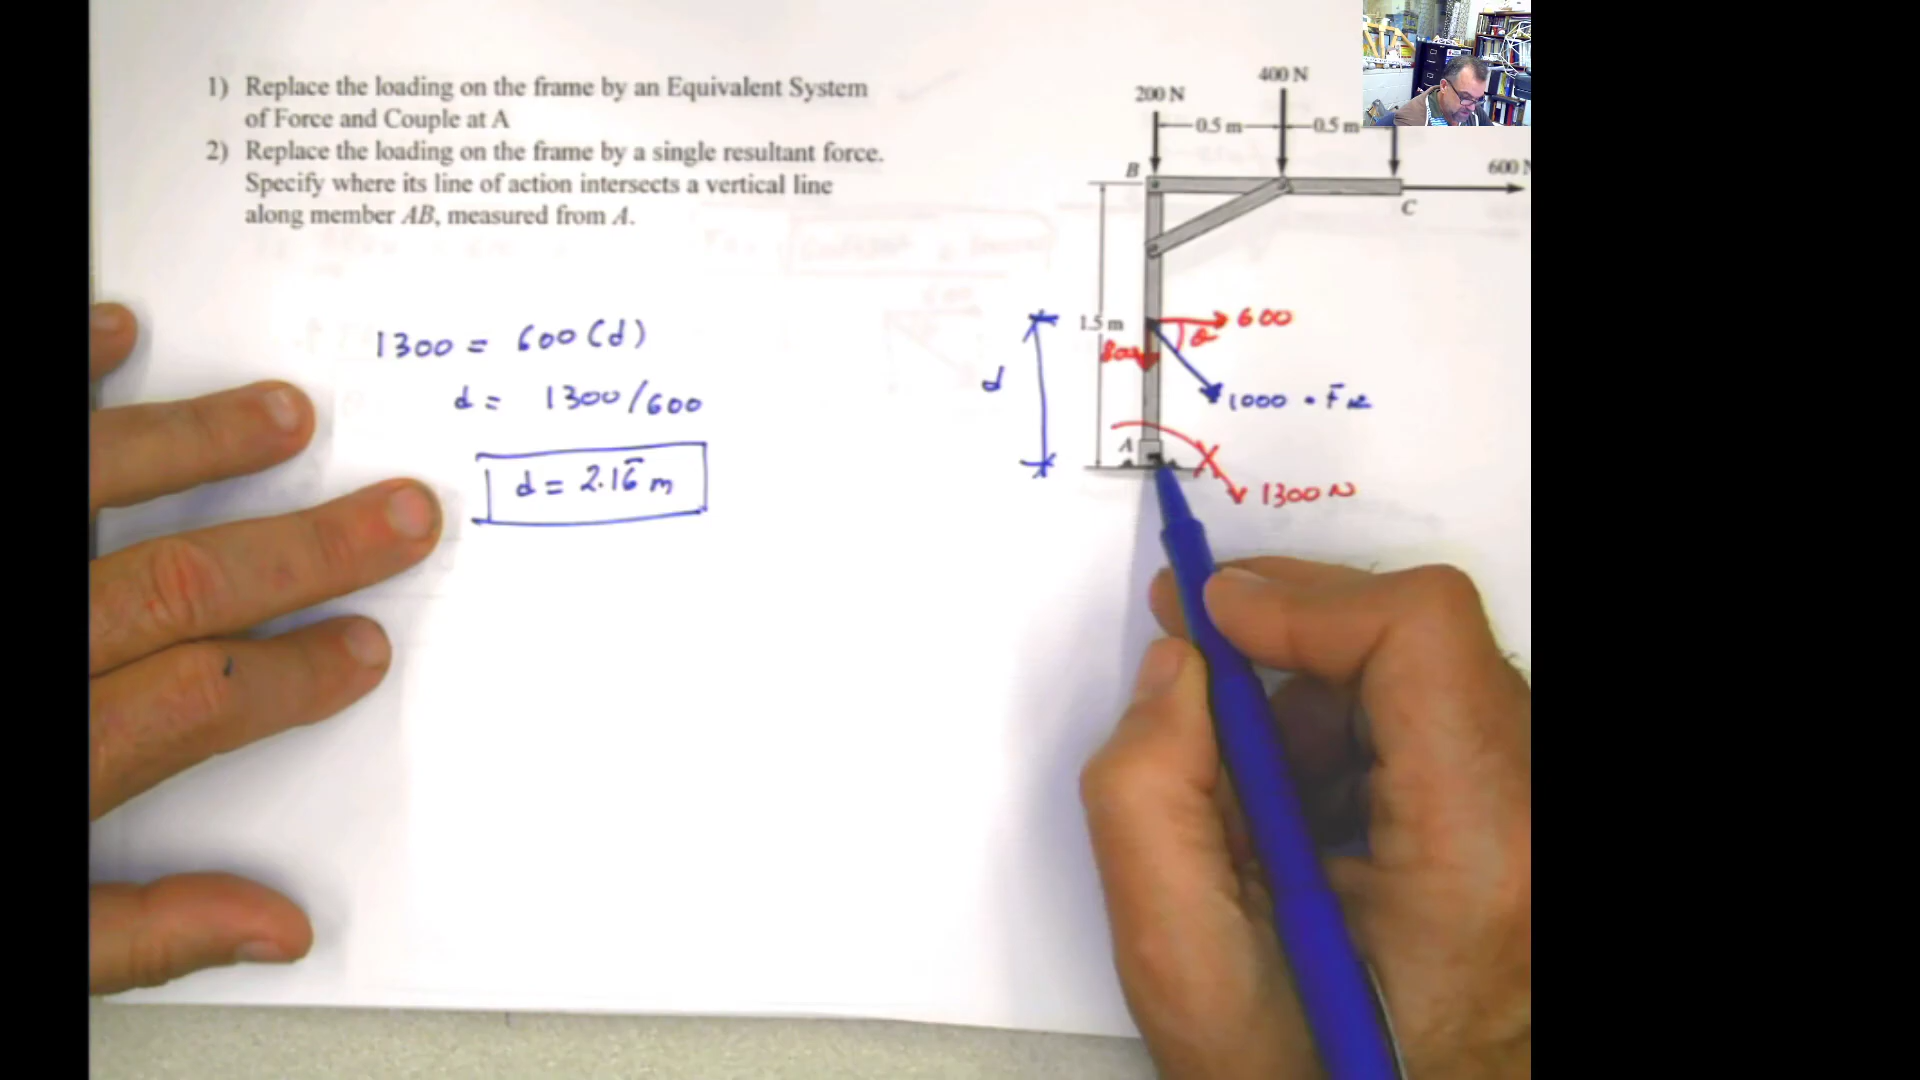 1) Replace the loading on the frame by an Equivalent System
of Force and Couple at A
2) Replace the loading on the frame by a single resultant force.
Specify where its line of action intersects a vertical line
along member AB, measured from A.
400 N
200 N
0.5 m
0.5 m
B
600 N
C
1.5 m
600
θ
800
d
1000 = FR
A
1300 N
1300 = 600 (d)
d = 1300/600
d = 2.16̅ m